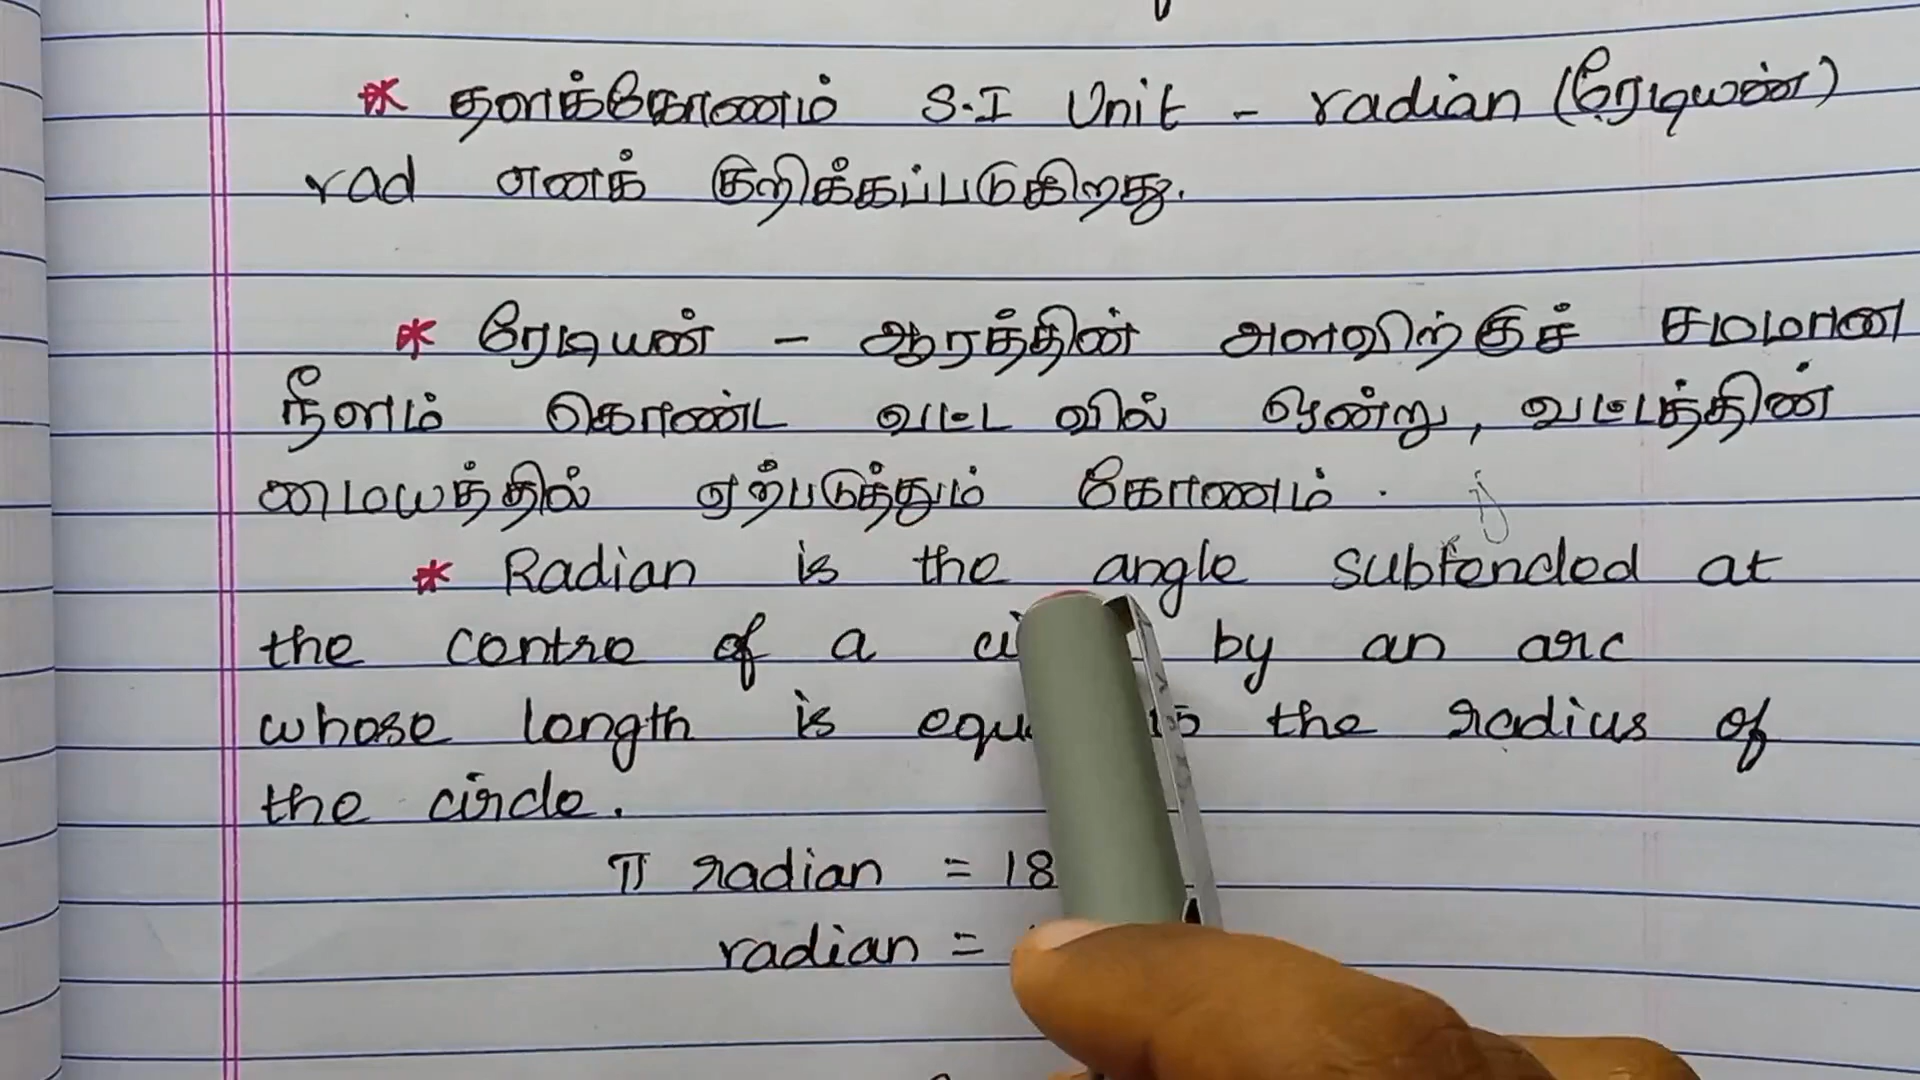 * தளக்கோணம் S.I Unit - radian (ரேடியன்)
rad எனக் குறிக்கப்படுகிறது.
* ரேடியன் - ஆரத்தின் அளவிற்குச் சமமான
நீளம் கொண்ட வட்ட வில் ஒன்று, வட்டத்தின்
மையத்தில் ஏற்படுத்தும் கோணம்.
* Radian is the angle subtended at
the centre of a by an arc
whose length is the radius of
the circle.
π radian = 18
radian =